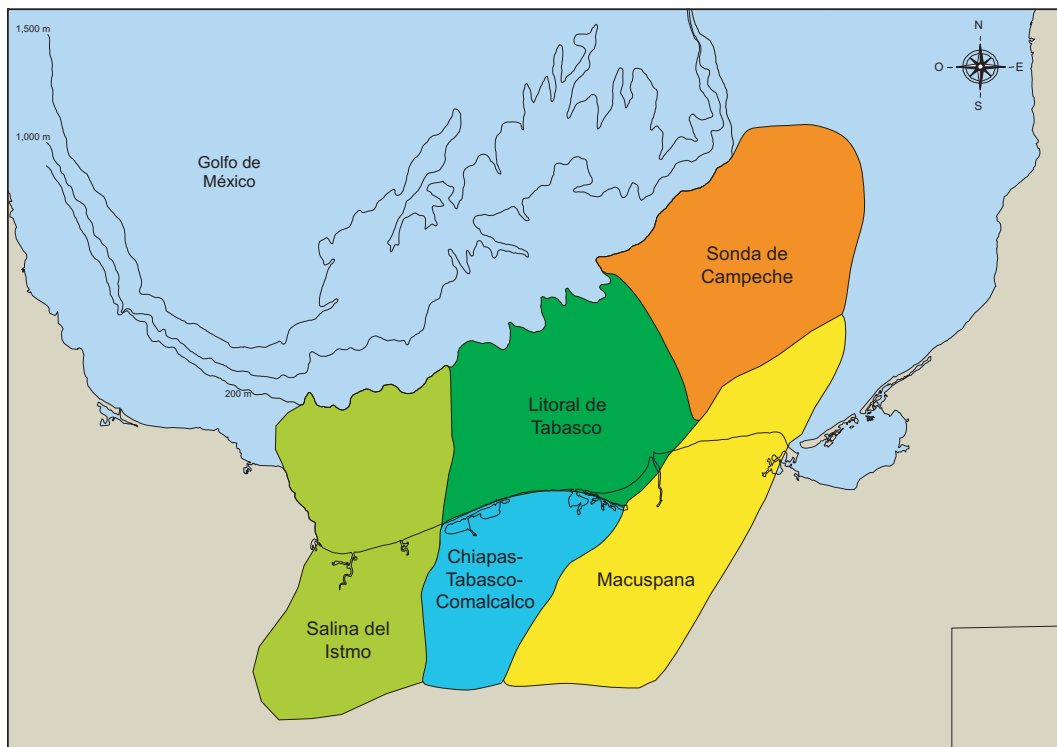 1,500 m
N
O
E
S
1,000 m
Golfo de
México
Sonda de
Campeche
200 m
Litoral de
Tabasco
Chiapas-
Tabasco-
Comalcalco
Macuspana
Salina del
Istmo